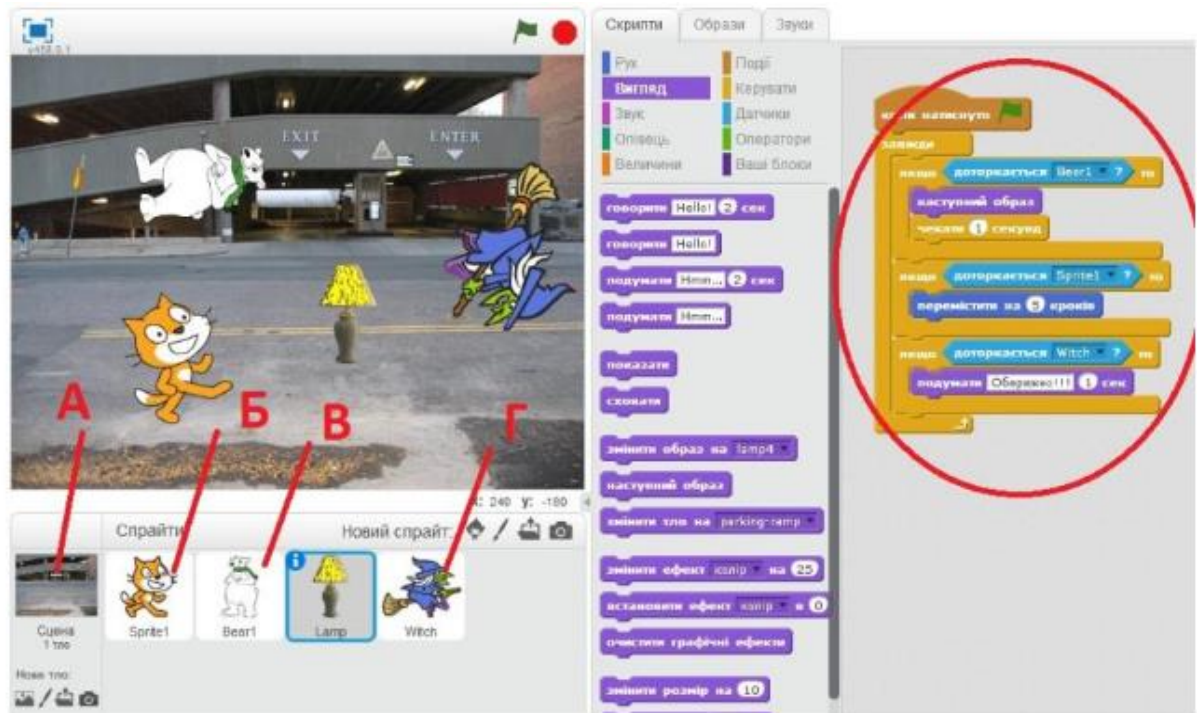 v458.0.1
EXIT
ENTER
А
Б
В
Г
x: 240 y: -180
Спрайти
Новий спрайт:
Сцена
1 тло
Sprite1
Bear1
Lamp
Witch
Нове тло:
Скрипти
Образи
Звуки
Рух
Події
Вигляд
Керувати
Звук
Датчики
Олівець
Оператори
Величини
Ваші блоки
говорити Hello! 2 сек
говорити Hello!
подумати Hmm... 2 сек
подумати Hmm...
показати
сховати
змінити образ на lamp4
наступний образ
змінити тло на parking-ramp
змінити ефект колір на 25
встановити ефект колір в 0
очистити графічні ефекти
змінити розмір на 10
коли натиснуто
завжди
якщо доторкається Bear1 ? то
наступний образ
чекати 1 секунд
якщо доторкається Sprite1 ? то
перемістити на 5 кроків
якщо доторкається Witch ? то
подумати Обережно!!! 1 сек